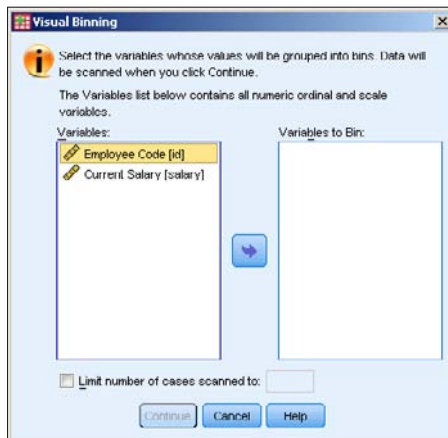 Visual Binning
Select the variables whose values will be grouped into bins. Data will
be scanned when you click Continue.
The Variables list below contains all numeric ordinal and scale
variables.
Variables:
Variables to Bin:
Employee Code [id]
Current Salary [salary]
Limit number of cases scanned to:
Continue
Cancel
Help